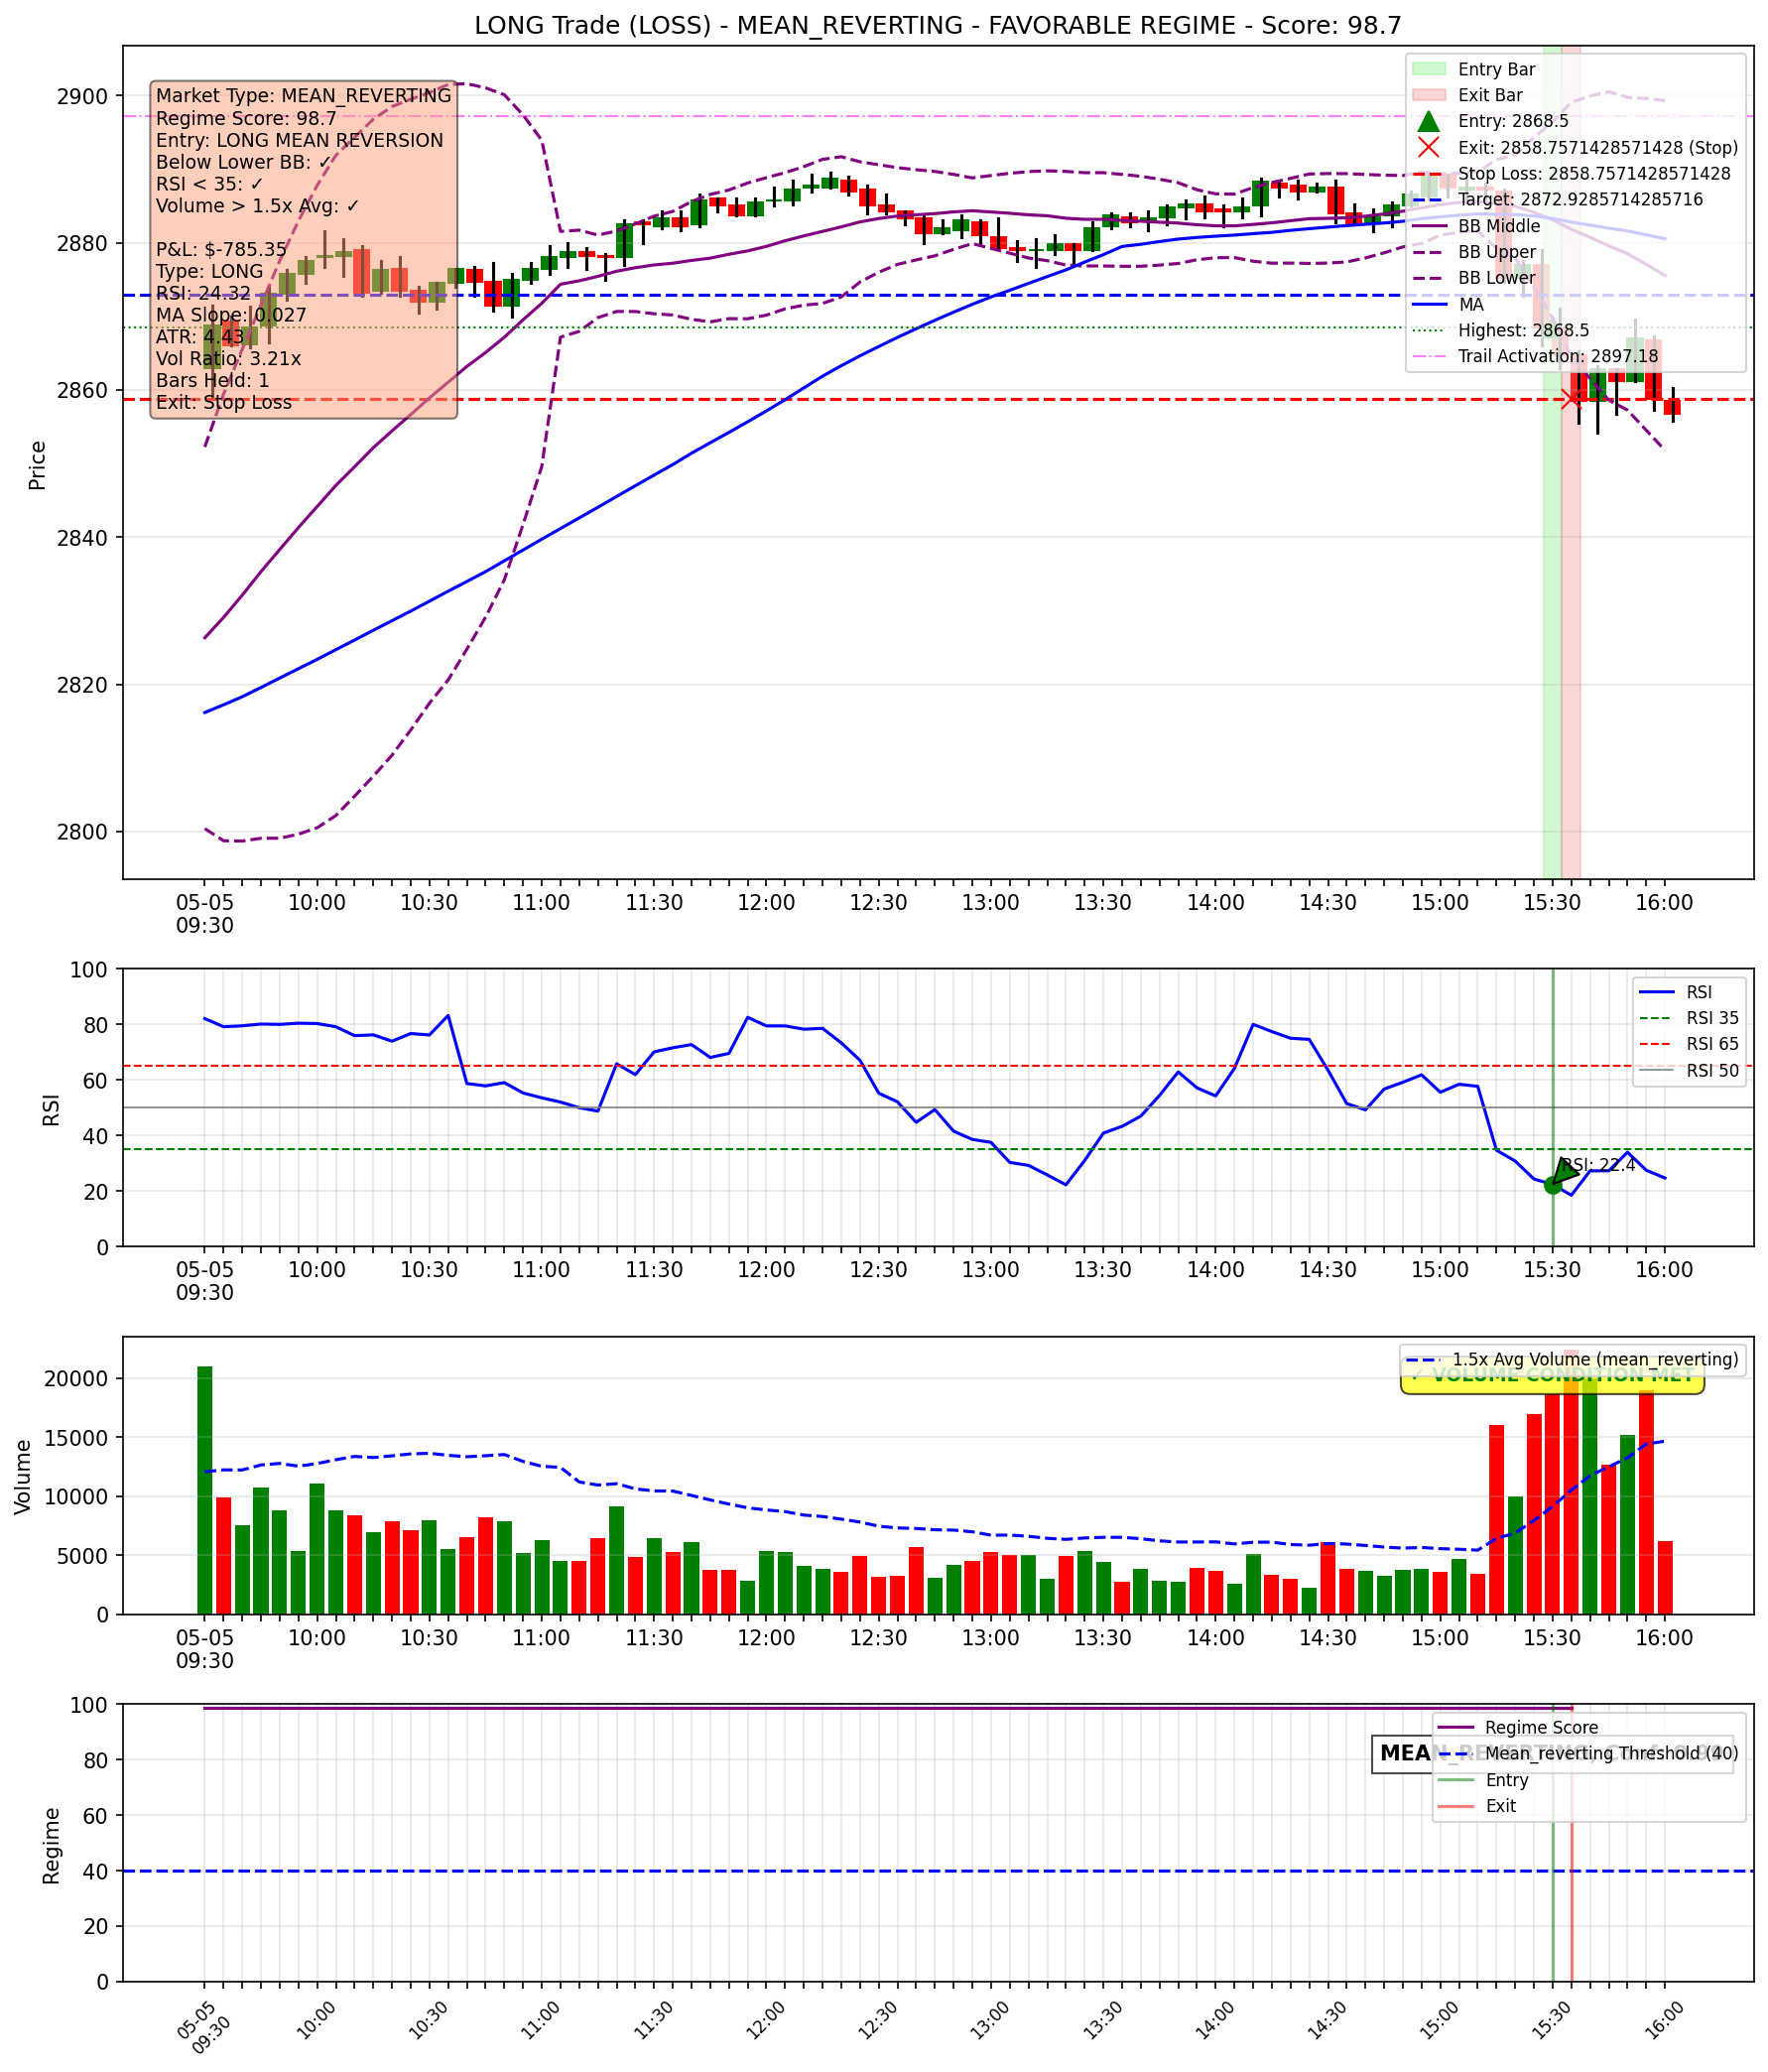 LONG Trade (LOSS) - MEAN_REVERTING - FAVORABLE REGIME - Score: 98.7
Market Type: MEAN_REVERTING
Regime Score: 98.7
Entry: LONG MEAN REVERSION
Below Lower BB: ✓
RSI < 35: ✓
Volume > 1.5x Avg: ✓
P&L: $-785.35
Type: LONG
RSI: 24.32
MA Slope: 0.027
ATR: 4.43
Vol Ratio: 3.21x
Bars Held: 1
Exit: Stop Loss
Entry Bar
Exit Bar
Entry: 2868.5
Exit: 2858.7571428571428 (Stop)
Stop Loss: 2858.7571428571428
Target: 2872.9285714285716
BB Middle
BB Upper
BB Lower
MA
Highest: 2868.5
Trail Activation: 2897.18
Price
2900
2880
2860
2840
2820
2800
05-05 10:00 10:30 11:00 11:30 12:00 12:30 13:00 13:30 14:00 14:30 15:00 15:30 16:00
09:30
RSI
100
80
60
40
20
0
RSI
RSI 35
RSI 65
RSI 50
RSI: 22.4
05-05 10:00 10:30 11:00 11:30 12:00 12:30 13:00 13:30 14:00 14:30 15:00 15:30 16:00
09:30
Volume
20000
15000
10000
5000
0
1.5x Avg Volume (mean_reverting)
✓ VOLUME CONDITION MET
05-05 10:00 10:30 11:00 11:30 12:00 12:30 13:00 13:30 14:00 14:30 15:00 15:30 16:00
09:30
Regime
100
80
60
40
20
0
Regime Score
Mean_reverting Threshold (40)
Entry
Exit
MEAN_REVERTING,
05-05 10:00 10:30 11:00 11:30 12:00 12:30 13:00 13:30 14:00 14:30 15:00 15:30 16:00
09:30